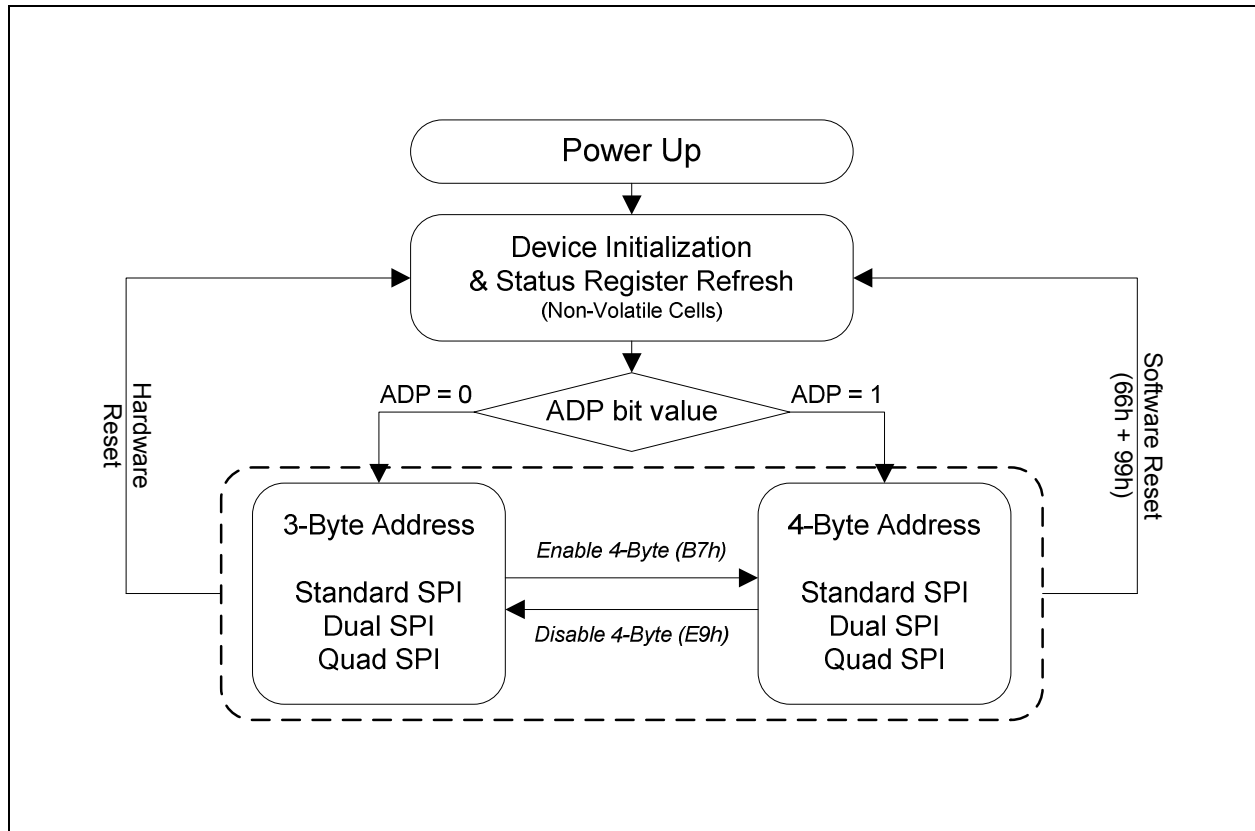 Power Up
Device Initialization
& Status Register Refresh
(Non-Volatile Cells)
ADP = 0
ADP bit value
ADP = 1
Hardware
Reset
Software Reset
(66h + 99h)
3-Byte Address
Standard SPI
Dual SPI
Quad SPI
Enable 4-Byte (B7h)
Disable 4-Byte (E9h)
4-Byte Address
Standard SPI
Dual SPI
Quad SPI